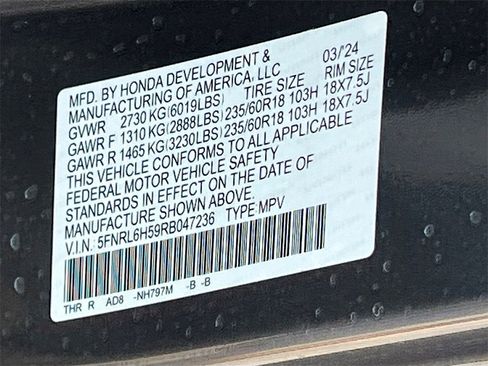 MFD. BY HONDA DEVELOPMENT & 03/'24
MANUFACTURING OF AMERICA, LLC RIM SIZE
GVWR 2730 KG(6019LBS) TIRE SIZE
GAWR F 1310 KG(2888LBS) 235/60R18 103H 18X7.5J
GAWR R 1465 KG(3230LBS) 235/60R18 103H 18X7.5J
THIS VEHICLE CONFORMS TO ALL APPLICABLE
FEDERAL MOTOR VEHICLE SAFETY
STANDARDS IN EFFECT ON THE DATE OF
MANUFACTURE SHOWN ABOVE.
V.I.N.: 5FNRL6H59RB047236 TYPE:MPV
THR R AD8 -NH797M -B -B